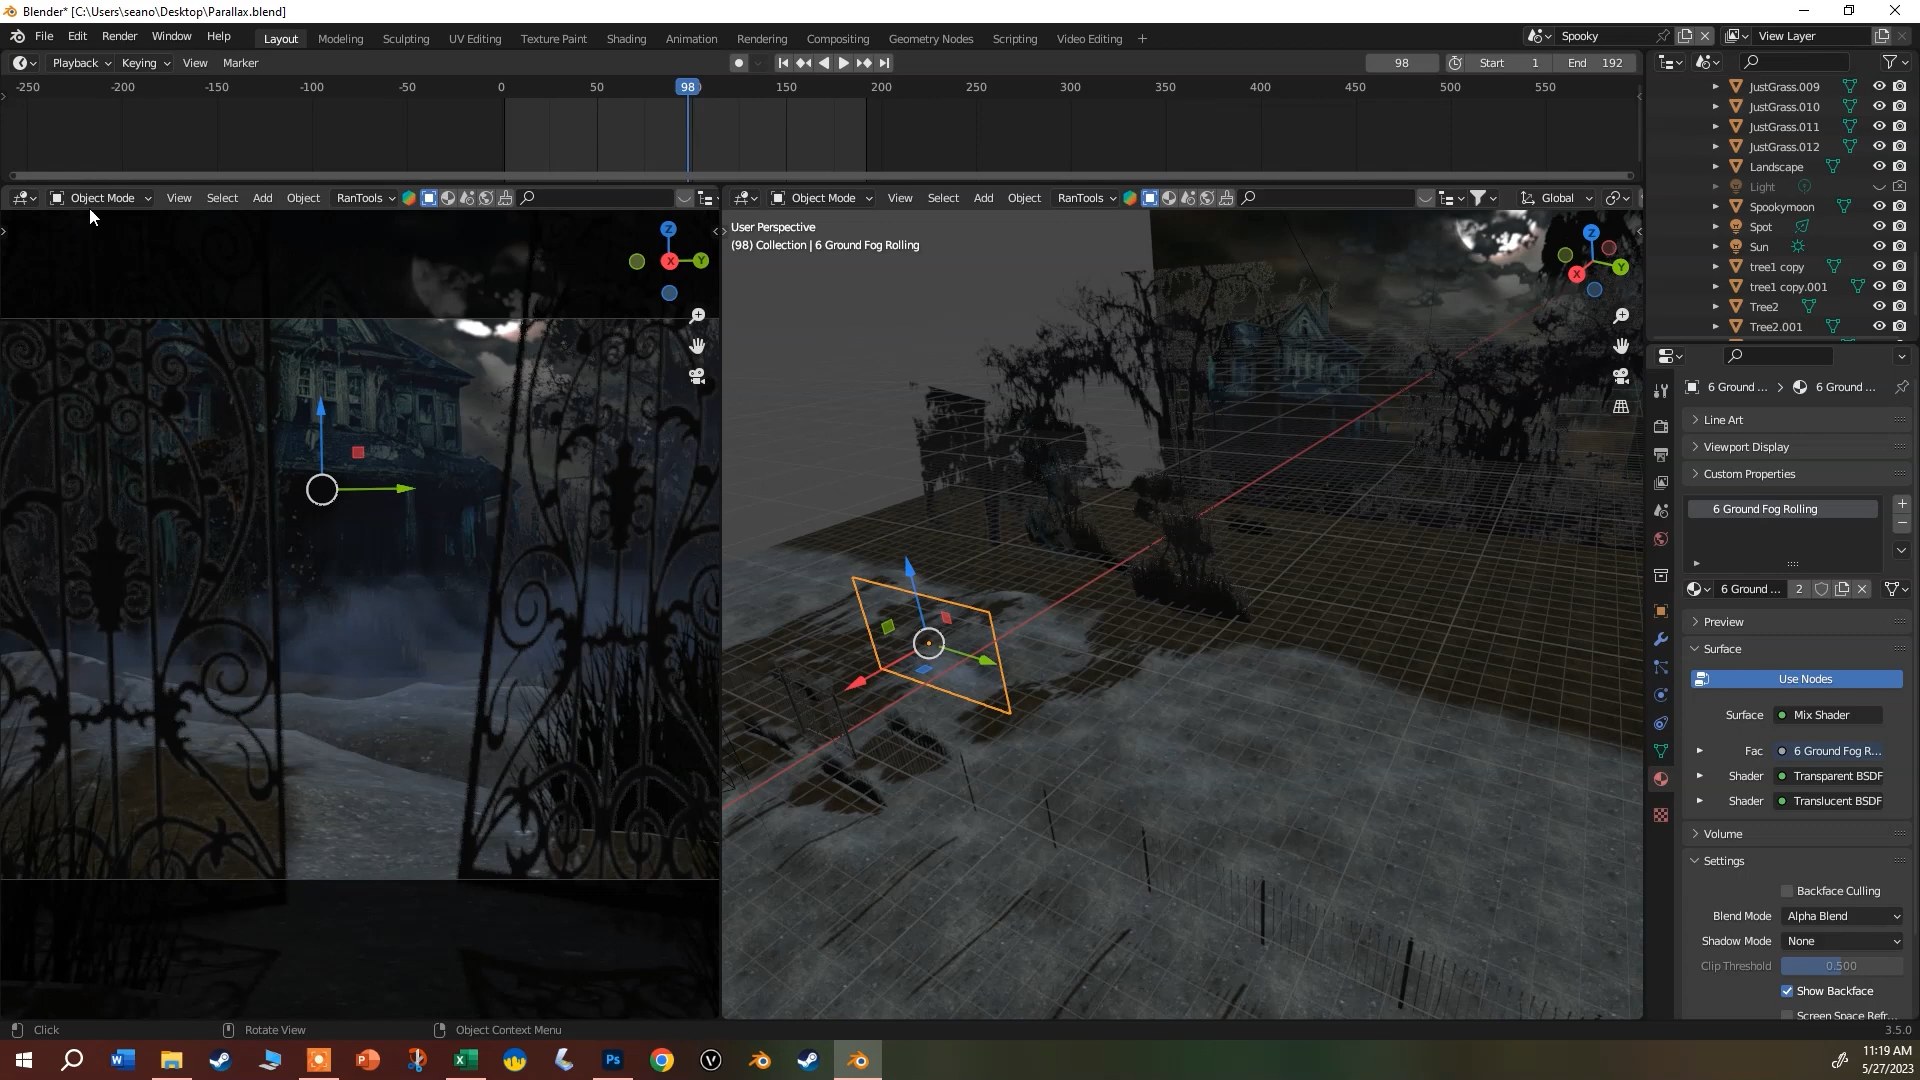 Blender* [C:\Users\seano\Desktop\Parallax.blend]
File Edit Render Window Help Layout Modeling Sculpting UV Editing Texture Paint Shading Animation Rendering Compositing Geometry Nodes Scripting Video Editing + Spooky View Layer
Playback Keying View Marker 98 Start 1 End 192
-250 -200 -150 -100 -50 0 50 98 150 200 250 300 350 400 450 500 550
JustGrass.009
JustGrass.010
JustGrass.011
JustGrass.012
Landscape
Light
Spookymoon
Spot
Sun
tree1 copy
tree1 copy.001
Tree2
Tree2.001
Object Mode View Select Add Object RanTools
Object Mode View Select Add Object RanTools Global
User Perspective
(98) Collection | 6 Ground Fog Rolling
Z
X Y
Z
X Y
6 Ground ... > 6 Ground ...
Line Art
Viewport Display
Custom Properties
6 Ground Fog Rolling
6 Ground ... 2
Preview
Surface
Use Nodes
Surface Mix Shader
Fac 6 Ground Fog R...
Shader Transparent BSDF
Shader Translucent BSDF
Volume
Settings
Backface Culling
Blend Mode Alpha Blend
Shadow Mode None
Clip Threshold 0.500
Show Backface
Screen Space Refr...
Click Rotate View Object Context Menu 3.5.0
11:19 AM
5/27/2023